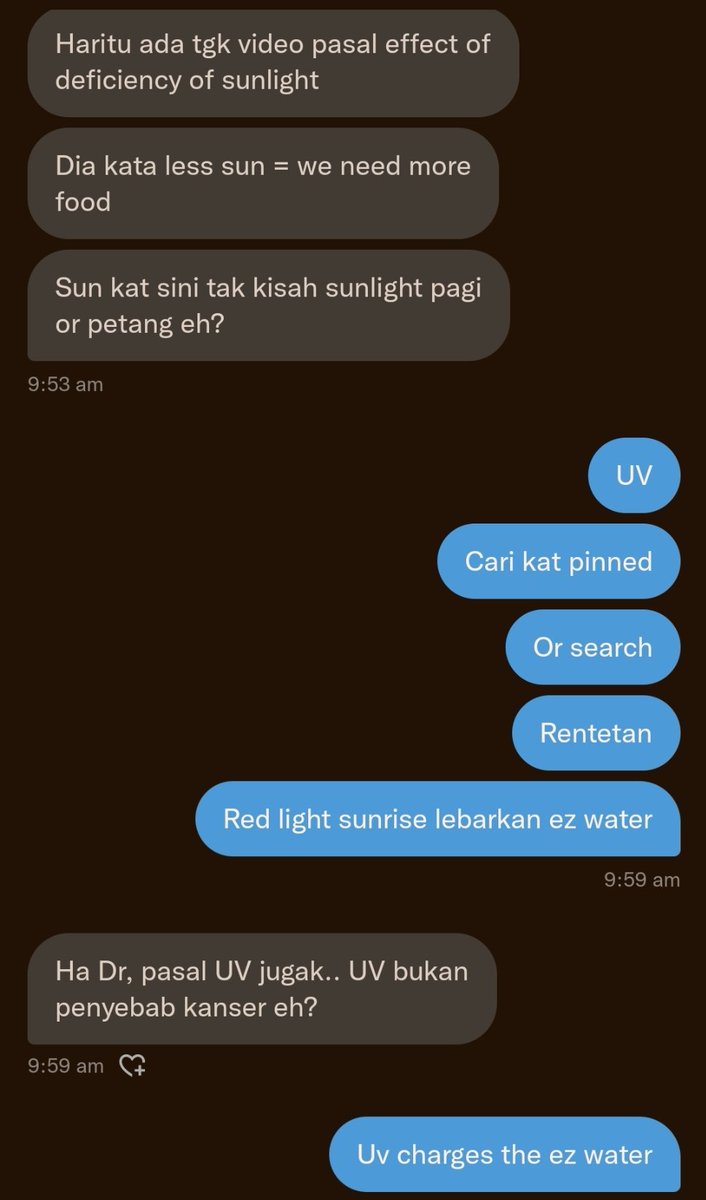 Haritu ada tgk video pasal effect of
deficiency of sunlight
Dia kata less sun = we need more
food
Sun kat sini tak kisah sunlight pagi
or petang eh?
9:53 am
UV
Cari kat pinned
Or search
Rentetan
Red light sunrise lebarkan ez water
9:59 am
Ha Dr, pasal UV jugak.. UV bukan
penyebab kanser eh?
9:59 am
Uv charges the ez water